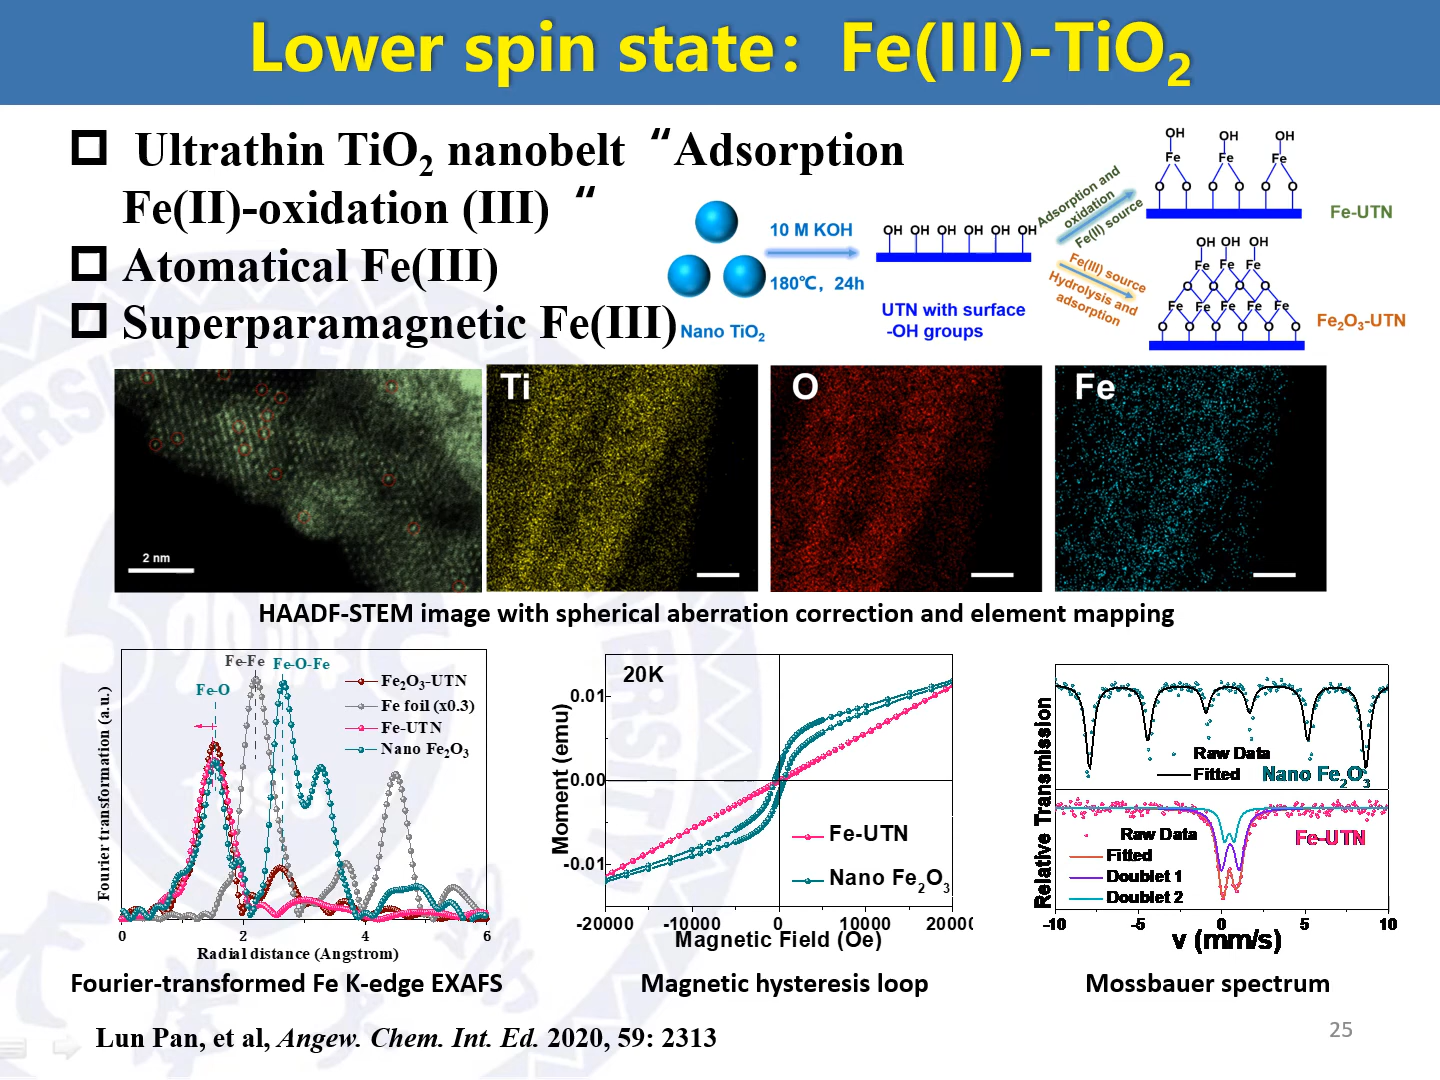 Lower spin state：Fe(III)-TiO₂
Ultrathin TiO₂ nanobelt“Adsorption
Fe(II)-oxidation (III)“
Atomatical Fe(III)
Superparamagnetic Fe(III)
Nano TiO₂
10 M KOH
180℃，24h
OH OH OH OH OH OH
UTN with surface
-OH groups
Adsorption and
oxidation
Fe(II) source
Fe(III) source
Hydrolysis and
adsorption
OH OH OH
Fe Fe Fe
O O O O O O
Fe-UTN
OH OH OH
Fe Fe Fe
O O O
Fe Fe Fe Fe Fe
O O O O O O
Fe₂O₃-UTN
2 nm
Ti
O
Fe
HAADF-STEM image with spherical aberration correction and element mapping
Fourier transformation (a.u.)
Fe-O
Fe-Fe
Fe-O-Fe
Fe₂O₃-UTN
Fe foil (x0.3)
Fe-UTN
Nano Fe₂O₃
0 2 4 6
Radial distance (Angstrom)
Fourier-transformed Fe K-edge EXAFS
20K
Moment (emu)
0.01
0.00
-0.01
Fe-UTN
Nano Fe₂O₃
-20000 -10000 0 10000 2000
Magnetic Field (Oe)
Magnetic hysteresis loop
Relative Transmission
Raw Data
Fitted
Nano Fe₂O₃
Raw Data
Fitted
Doublet 1
Doublet 2
Fe-UTN
-10 -5 0 5 10
v (mm/s)
Mossbauer spectrum
Lun Pan, et al, Angew. Chem. Int. Ed. 2020, 59: 2313
25